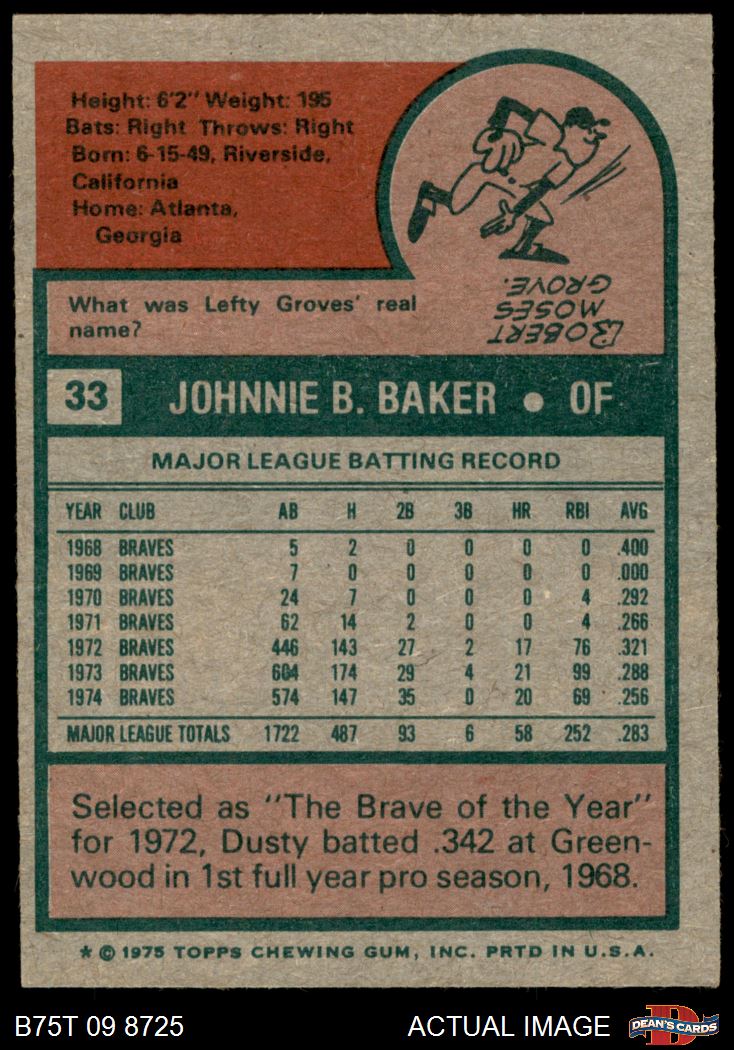 Height: 6'2" Weight: 195
Bats: Right Throws: Right
Born: 6-15-49, Riverside,
California
Home: Atlanta,
Georgia
What was Lefty Groves' real
name?
ROBERT
MOSES
GROVE.
33 JOHNNIE B. BAKER • OF
MAJOR LEAGUE BATTING RECORD
YEAR CLUB AB H 2B 3B HR RBI AVG
1968 BRAVES 5 2 0 0 0 0 .400
1969 BRAVES 7 0 0 0 0 0 .000
1970 BRAVES 24 7 0 0 0 4 .292
1971 BRAVES 62 14 2 0 0 4 .266
1972 BRAVES 446 143 27 2 17 76 .321
1973 BRAVES 604 174 29 4 21 99 .288
1974 BRAVES 574 147 35 0 20 69 .256
MAJOR LEAGUE TOTALS 1722 487 93 6 58 252 .283
Selected as "The Brave of the Year"
for 1972, Dusty batted .342 at Green-
wood in 1st full year pro season, 1968.
* © 1975 TOPPS CHEWING GUM, INC. PRTD IN U.S.A.
B75T 09 8725 ACTUAL IMAGE DEAN'S CARDS